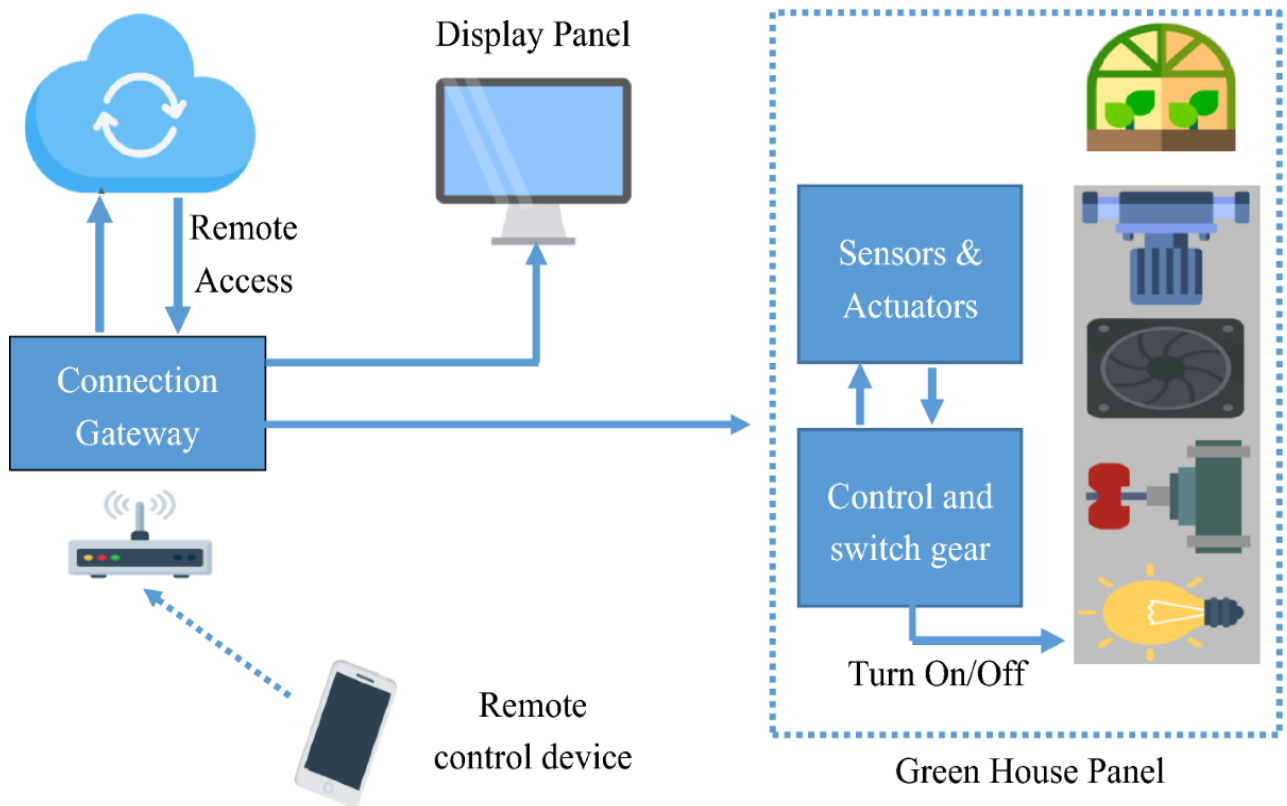 Display Panel
Remote
Access
Connection
Gateway
Sensors &
Actuators
Control and
switch gear
Turn On/Off
Remote
control device
Green House Panel